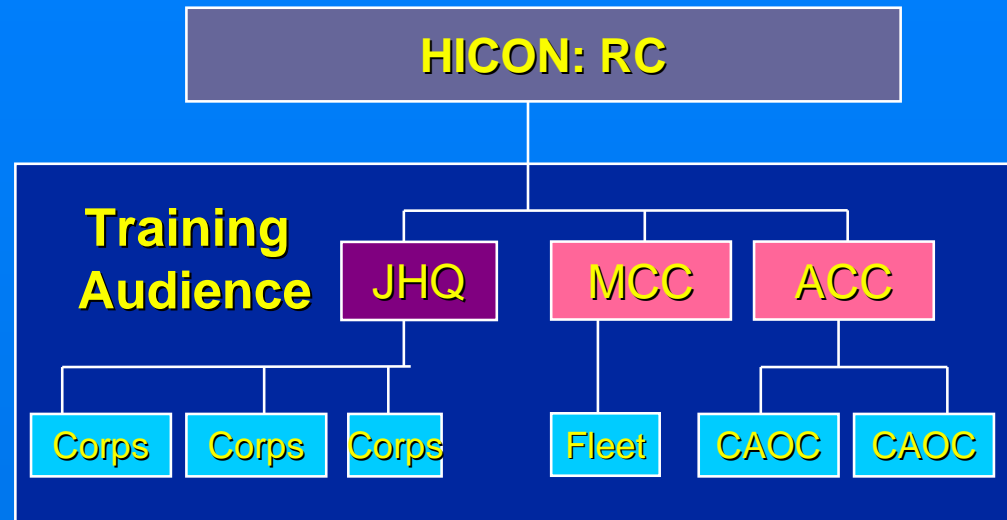 HICON: RC
Training
Audience
JHQ
MCC
ACC
Corps
Corps
Corps
Fleet
CAOC
CAOC